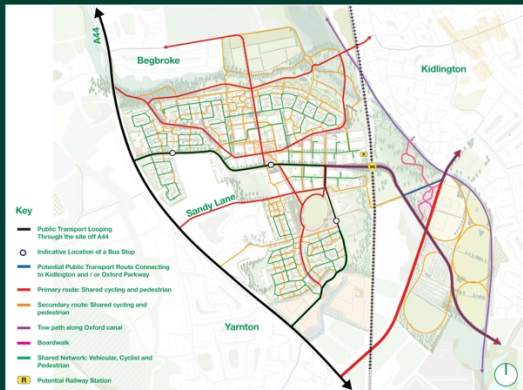 A44
Begbroke
Kidlington
R
Sandy Lane
Yarnton
Key
Public Transport Looping
Through the site off A44
Indicative Location of a Bus Stop
Potential Public Transport Route Connecting
to Kidlington and / or Oxford Parkway
Primary route: Shared cycling and pedestrian
Secondary route: Shared cycling and
pedestrian
Tow path along Oxford canal
Boardwalk
Shared Network: Vehicular, Cyclist and
Pedestrian
R Potential Railway Station